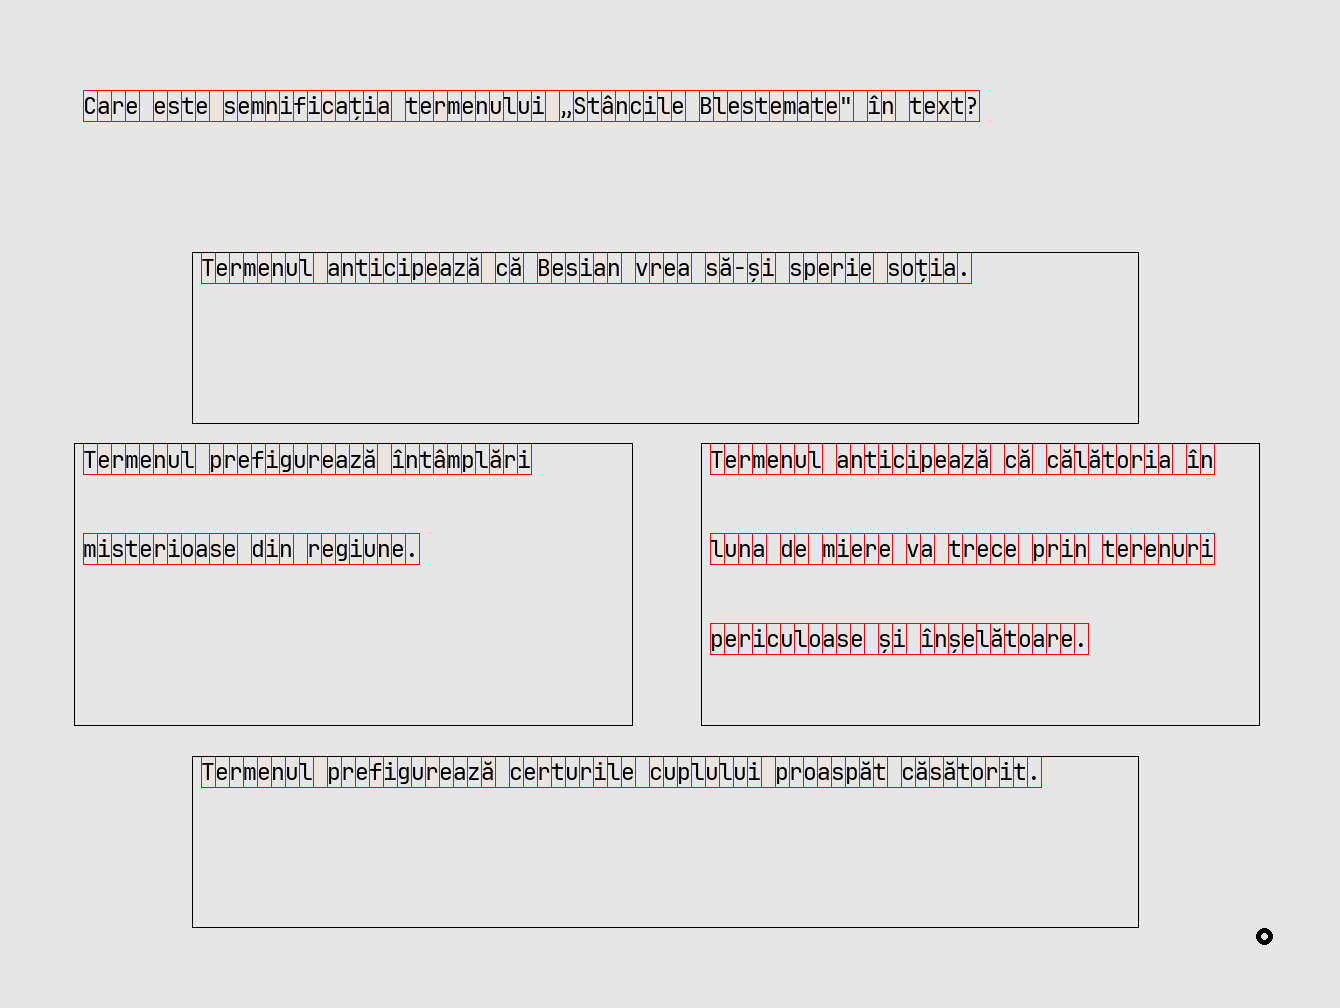 Care este semnificația termenului „Stâncile Blestemate" în text?
Termenul anticipează că Besian vrea să-și sperie soția.
Termenul prefigurează întâmplări
misterioase din regiune.
Termenul anticipează că călătoria în
luna de miere va trece prin terenuri
periculoase și înșelătoare.
Termenul prefigurează certurile cuplului proaspăt căsătorit.